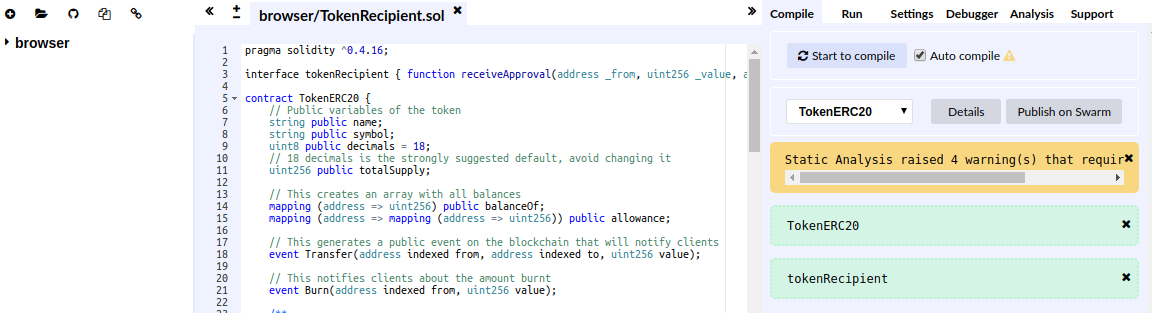 browser
browser/TokenRecipient.sol
1 pragma solidity ^0.4.16;
2
3 interface tokenRecipient { function receiveApproval(address _from, uint256 _value, a
4
5 contract TokenERC20 {
6 // Public variables of the token
7 string public name;
8 string public symbol;
9 uint8 public decimals = 18;
10 // 18 decimals is the strongly suggested default, avoid changing it
11 uint256 public totalSupply;
12
13 // This creates an array with all balances
14 mapping (address => uint256) public balanceOf;
15 mapping (address => mapping (address => uint256)) public allowance;
16
17 // This generates a public event on the blockchain that will notify clients
18 event Transfer(address indexed from, address indexed to, uint256 value);
19
20 // This notifies clients about the amount burnt
21 event Burn(address indexed from, uint256 value);
22
/**
Compile Run Settings Debugger Analysis Support
Start to compile Auto compile
TokenERC20 Details Publish on Swarm
Static Analysis raised 4 warning(s) that requir
TokenERC20
tokenRecipient